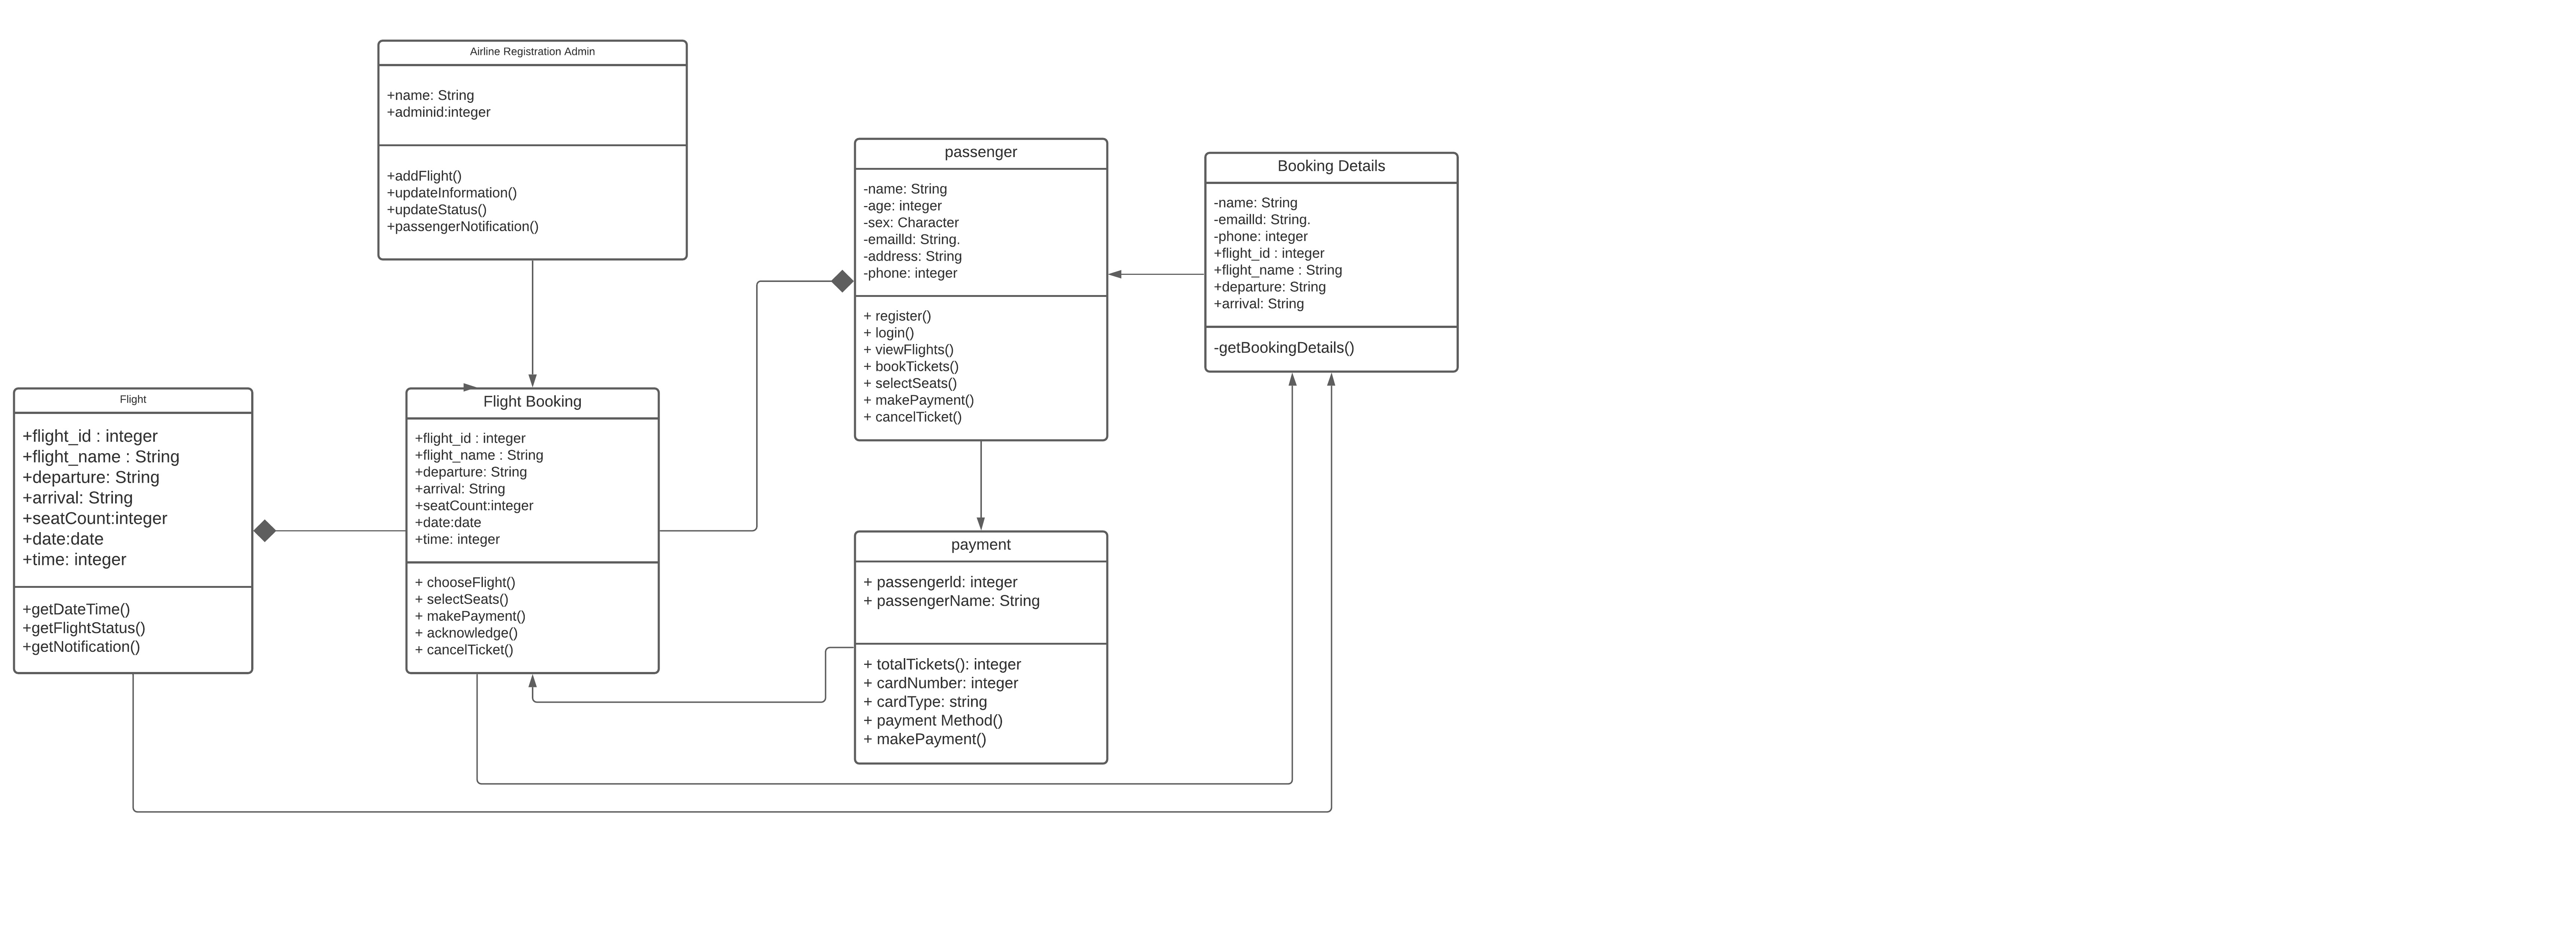 Airline Registration Admin
+name: String
+adminid:integer
+addFlight()
+updateInformation()
+updateStatus()
+passengerNotification()
passenger
-name: String
-age: integer
-sex: Character
-emailld: String.
-address: String
-phone: integer
+ register()
+ login()
+ viewFlights()
+ bookTickets()
+ selectSeats()
+ makePayment()
+ cancelTicket()
Booking Details
-name: String
-emailld: String.
-phone: integer
+flight_id : integer
+flight_name : String
+departure: String
+arrival: String
-getBookingDetails()
Flight
+flight_id : integer
+flight_name : String
+departure: String
+arrival: String
+seatCount:integer
+date:date
+time: integer
+getDateTime()
+getFlightStatus()
+getNotification()
Flight Booking
+flight_id : integer
+flight_name : String
+departure: String
+arrival: String
+seatCount:integer
+date:date
+time: integer
+ chooseFlight()
+ selectSeats()
+ makePayment()
+ acknowledge()
+ cancelTicket()
payment
+ passengerId: integer
+ passengerName: String
+ totalTickets(): integer
+ cardNumber: integer
+ cardType: string
+ payment Method()
+ makePayment()